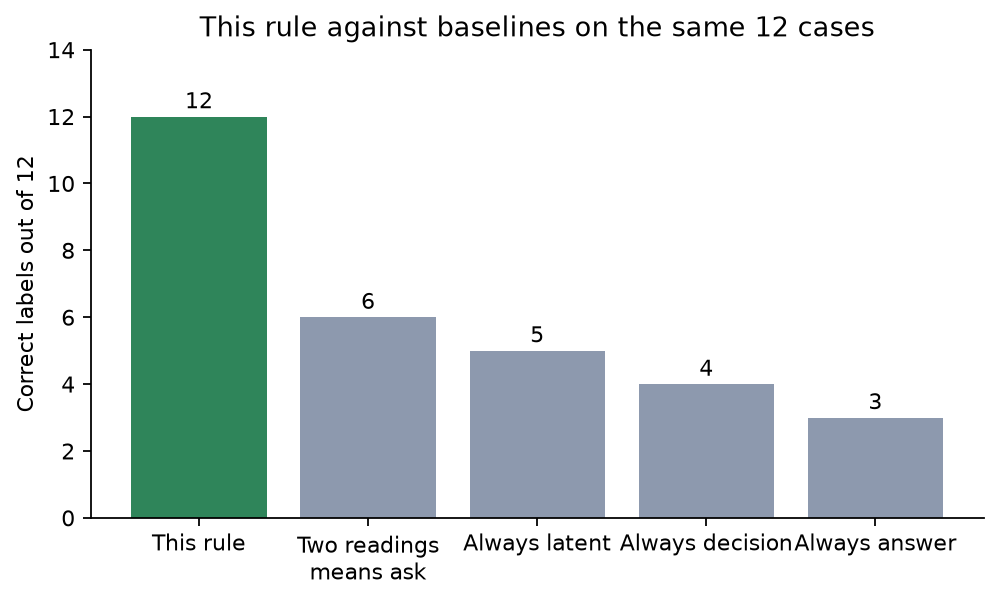 This rule against baselines on the same 12 cases
Correct labels out of 12
14
12
10
8
6
4
2
0
12
6
5
4
3
This rule
Two readings
means ask
Always latent
Always decision
Always answer